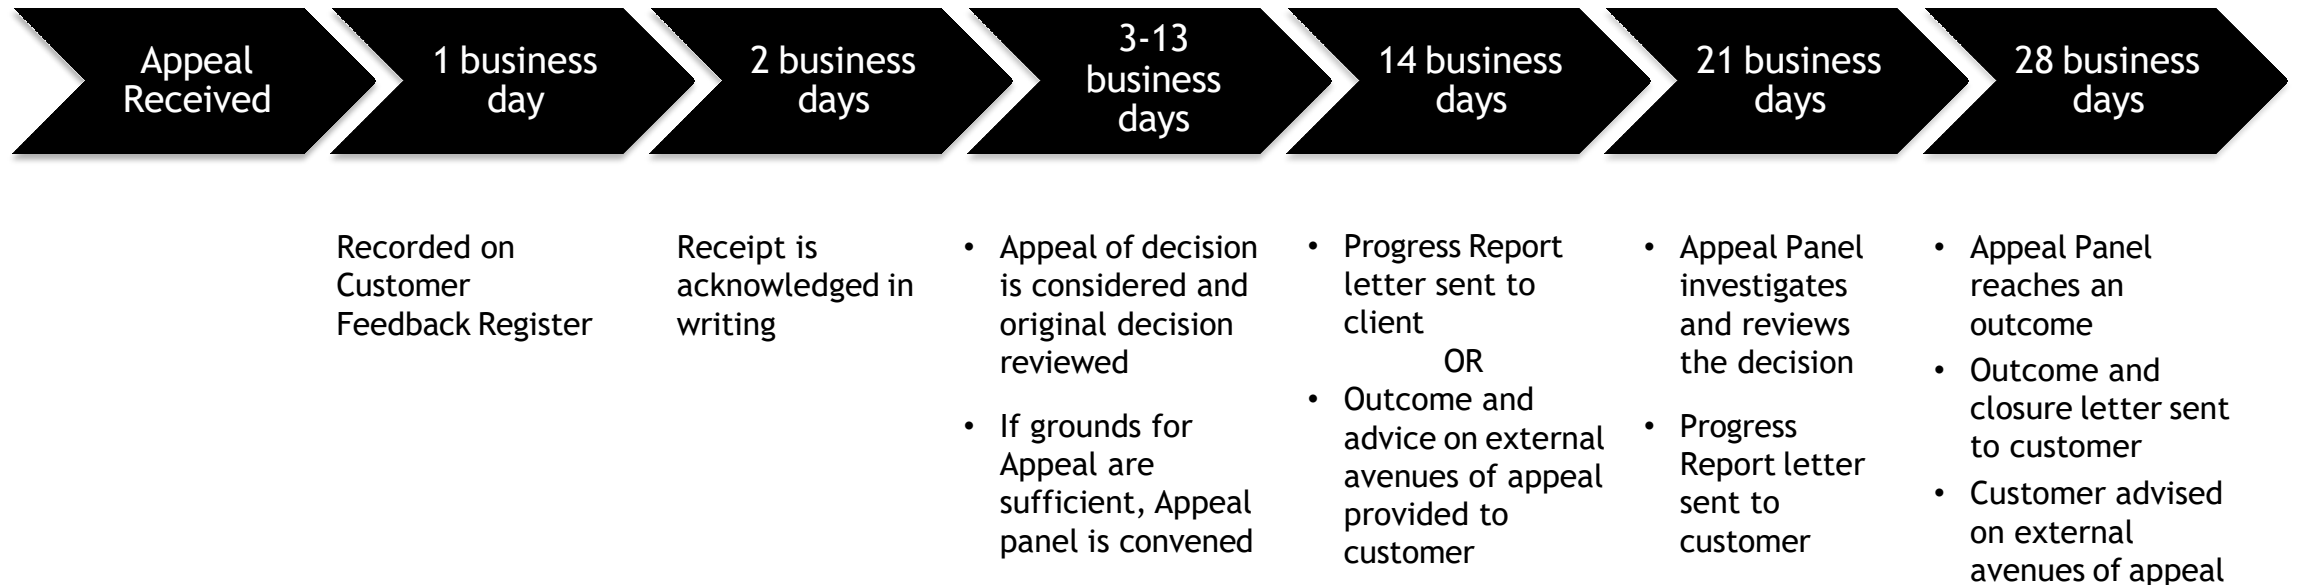 Appeal
Received
1 business
day
2 business
days
3-13
business
days
14 business
days
21 business
days
28 business
days
Recorded on
Customer
Feedback Register
Receipt is
acknowledged in
writing
• Appeal of decision
is considered and
original decision
reviewed
• If grounds for
Appeal are
sufficient, Appeal
panel is convened
• Progress Report
letter sent to
client
OR
• Outcome and
advice on external
avenues of appeal
provided to
customer
• Appeal Panel
investigates
and reviews
the decision
• Progress
Report letter
sent to
customer
• Appeal Panel
reaches an
outcome
• Outcome and
closure letter sent
to customer
• Customer advised
on external
avenues of appeal